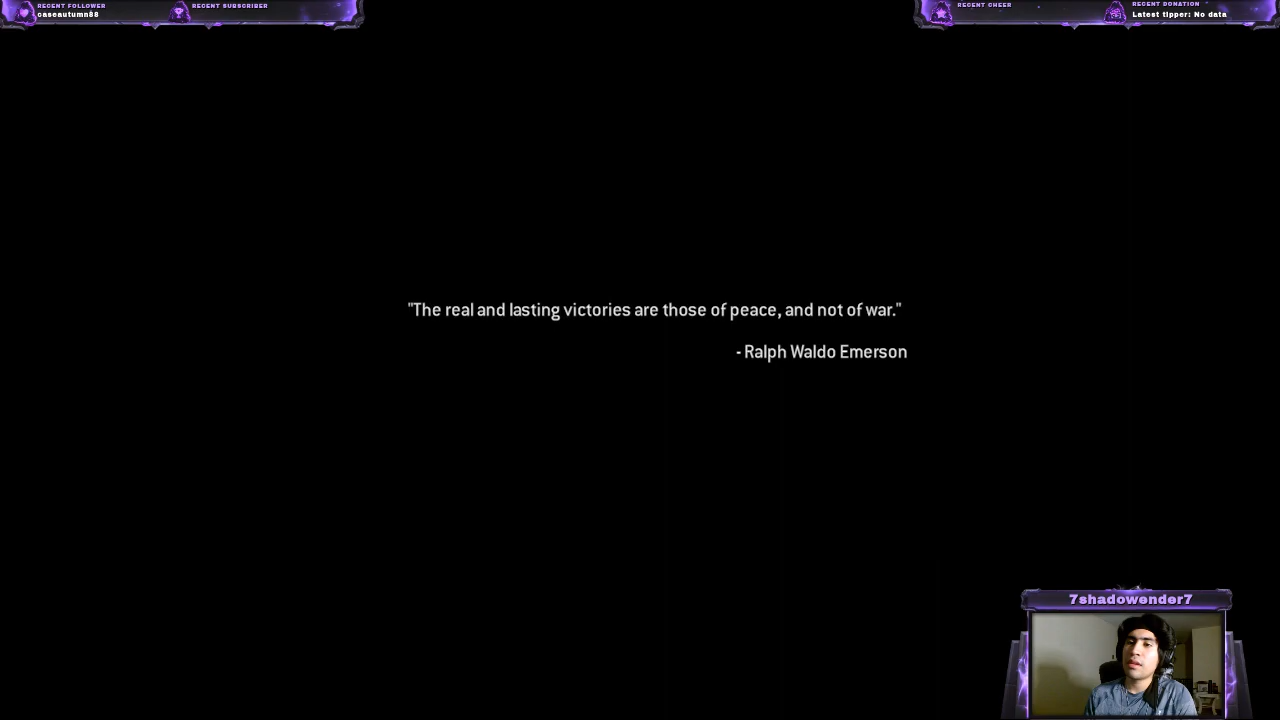 RECENT FOLLOWER
caseautumn88
RECENT SUBSCRIBER
RECENT CHEER
RECENT DONATION
Latest tipper: No data
"The real and lasting victories are those of peace, and not of war."
- Ralph Waldo Emerson
7shadowender7